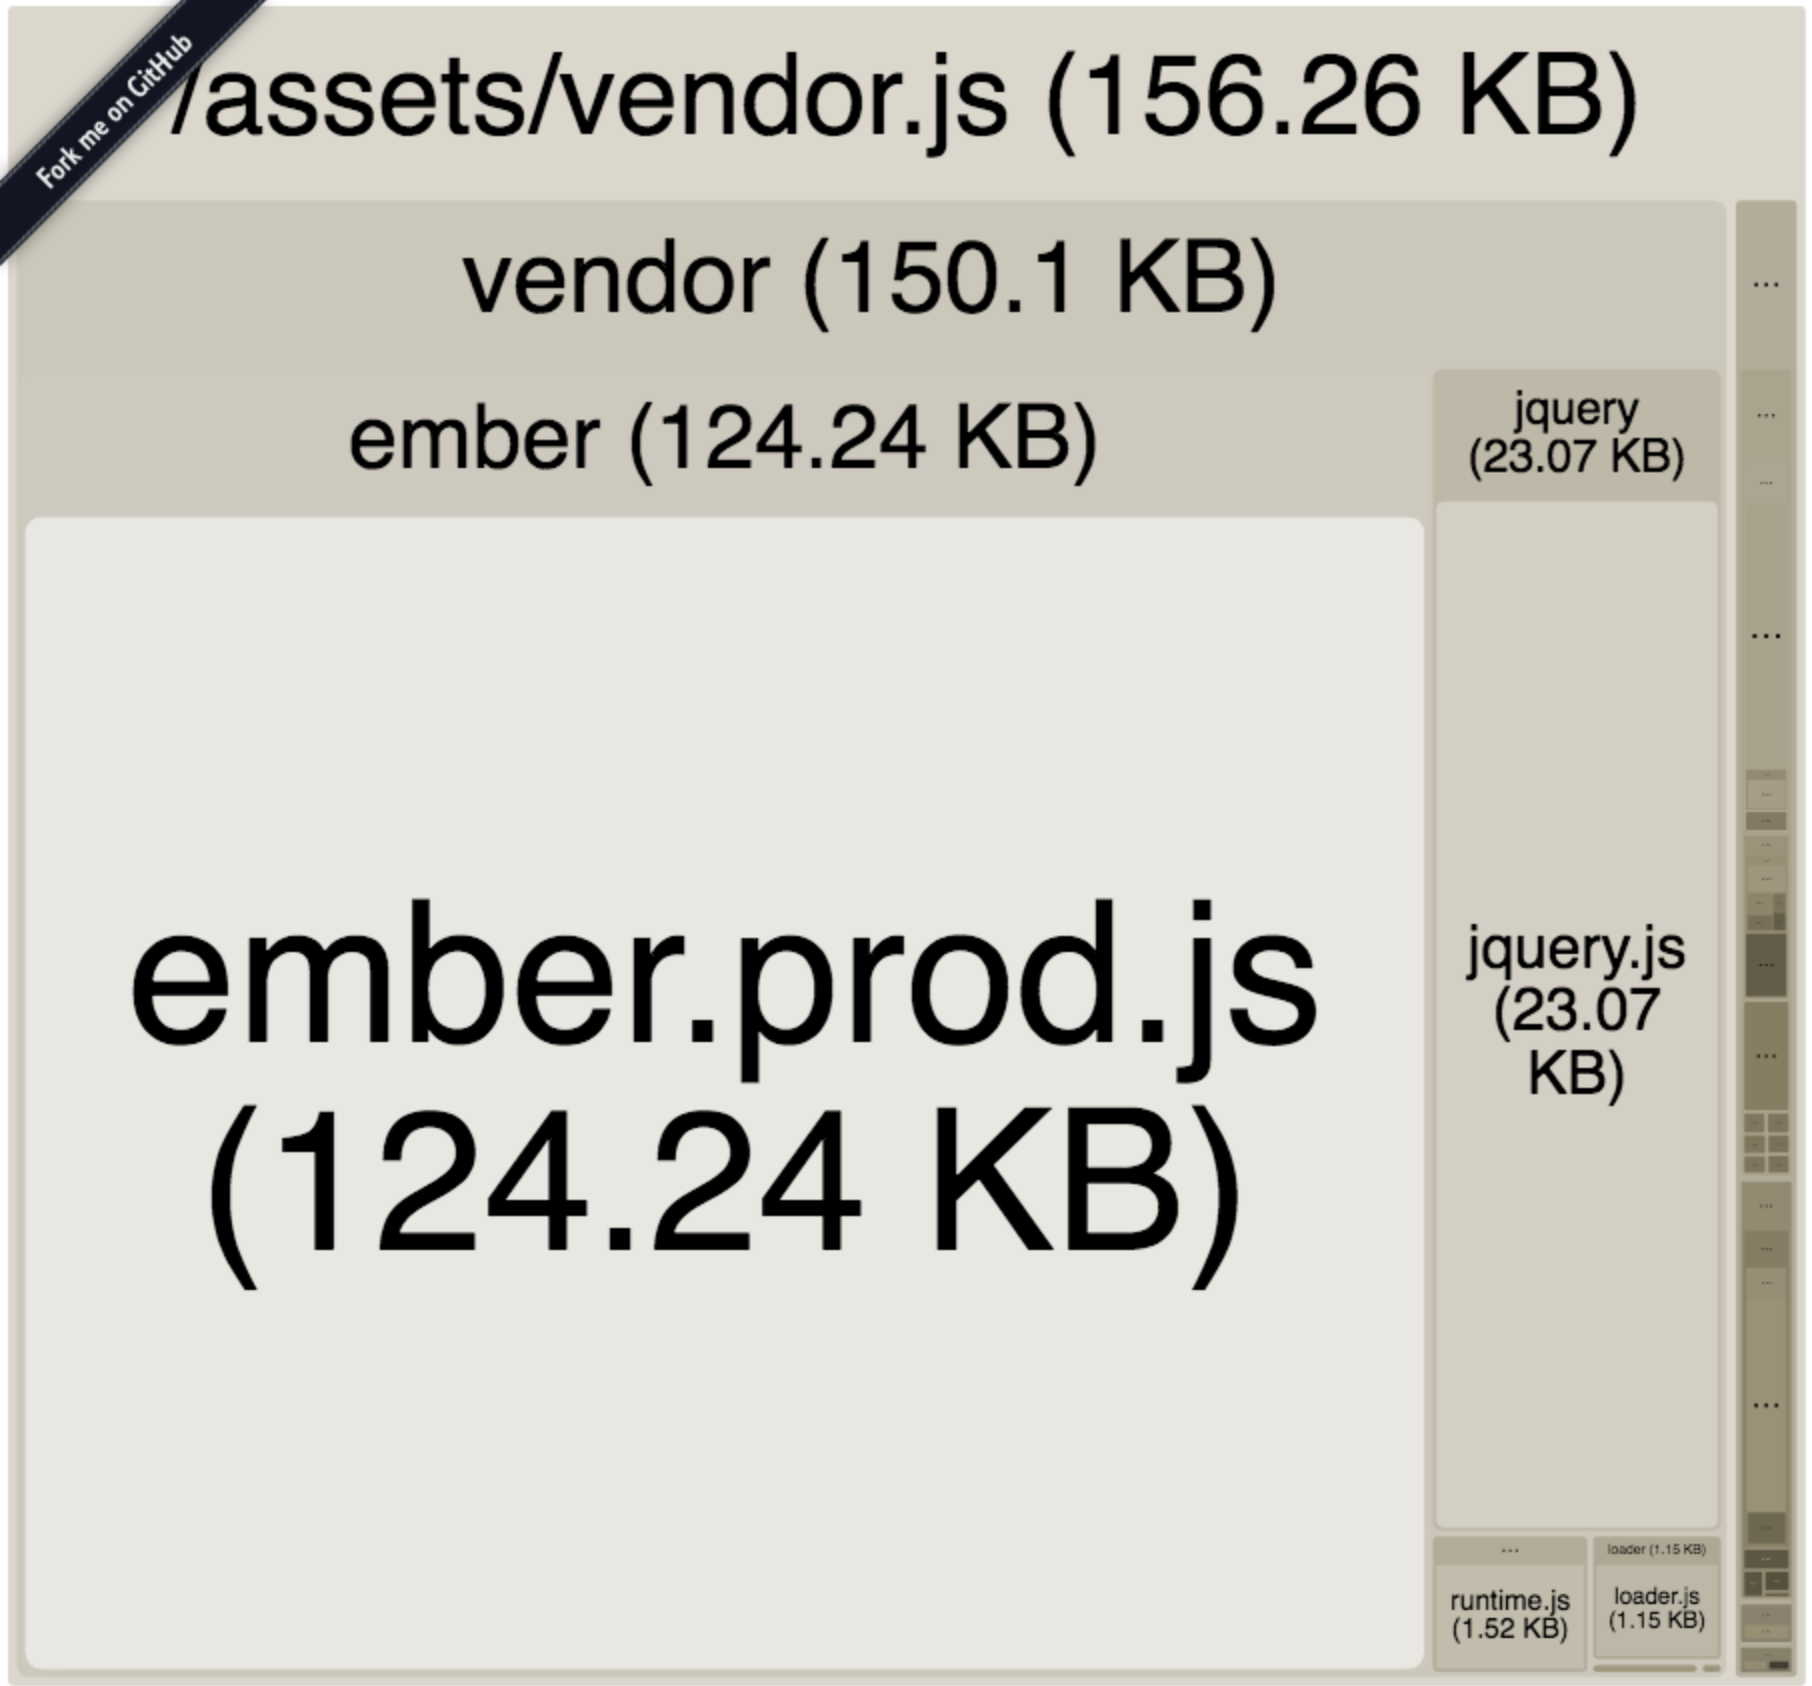 Fork me on GitHub
/assets/vendor.js (156.26 KB)
vendor (150.1 KB)
...
ember (124.24 KB)
jquery
(23.07 KB)
...
...
...
ember.prod.js
(124.24 KB)
jquery.js
(23.07
KB)
...
...
...
...
loader (1.15 KB)
runtime.js
(1.52 KB)
loader.js
(1.15 KB)